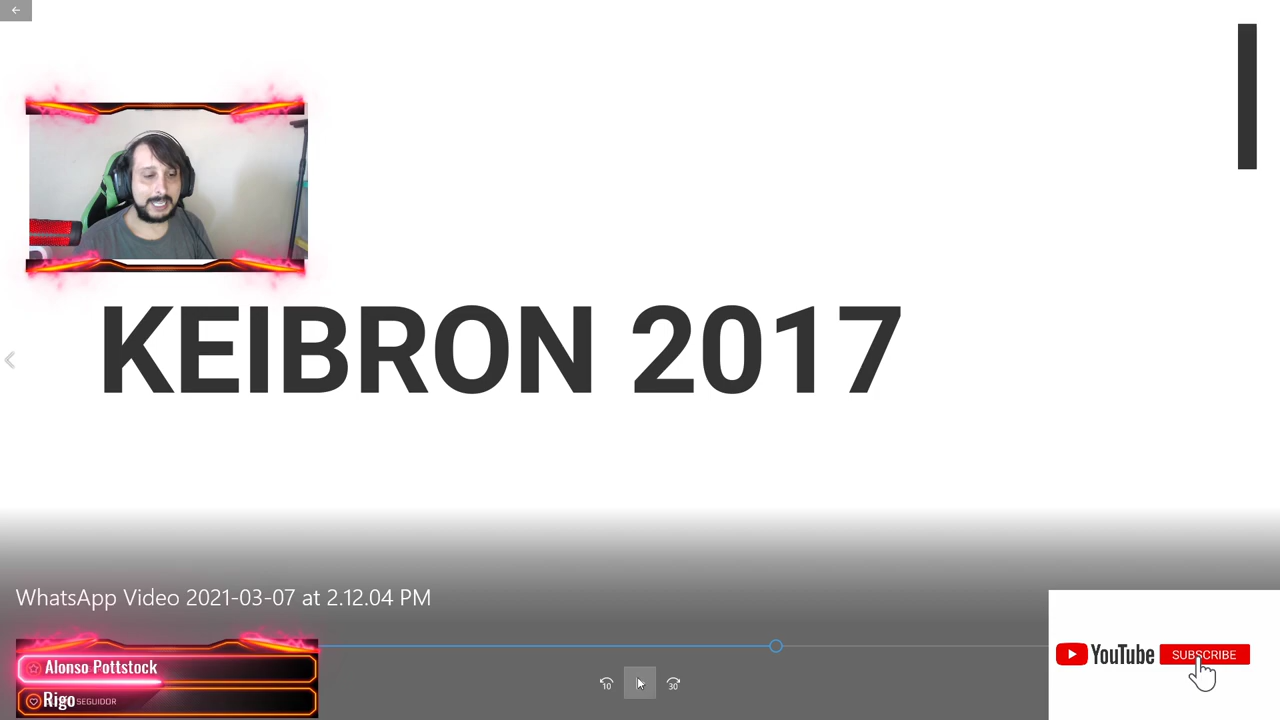 KEIBRON 2017
WhatsApp Video 2021-03-07 at 2.12.04 PM
Alonso Pottstock
Rigo
SEGUIDOR
10
30
YouTube
SUBSCRIBE